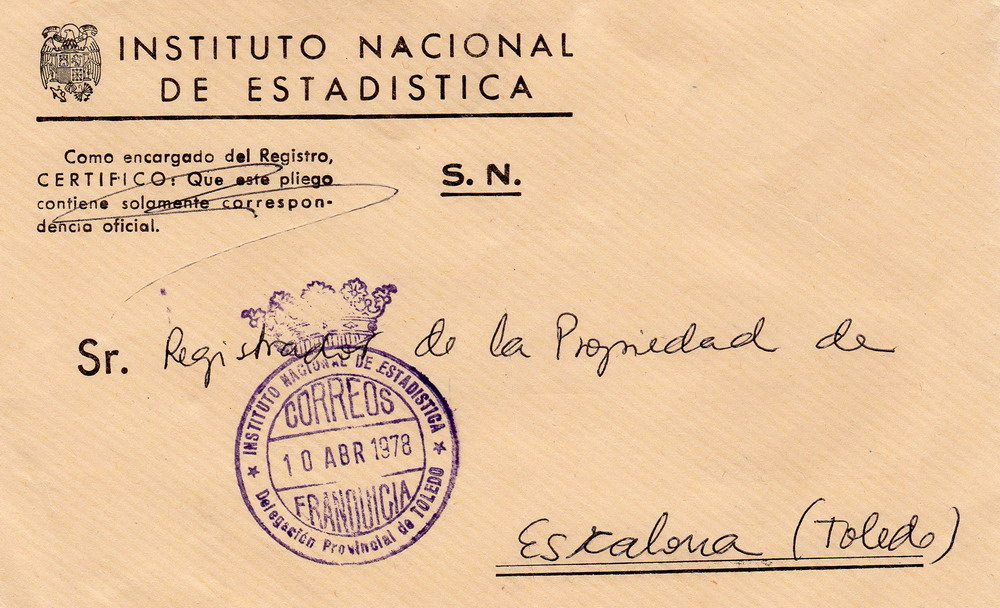 INSTITUTO NACIONAL
DE ESTADISTICA
Como encargado del Registro,
CERTIFICO: Que este pliego
contiene solamente correspon-
dencia oficial.
S. N.
Sr. Registrador de la Propiedad de
INSTITUTO NACIONAL DE ESTADISTICA
CORREOS
10 ABR 1978
FRANQUICIA
Delegación Provincial de TOLEDO
Escalona (Toledo)